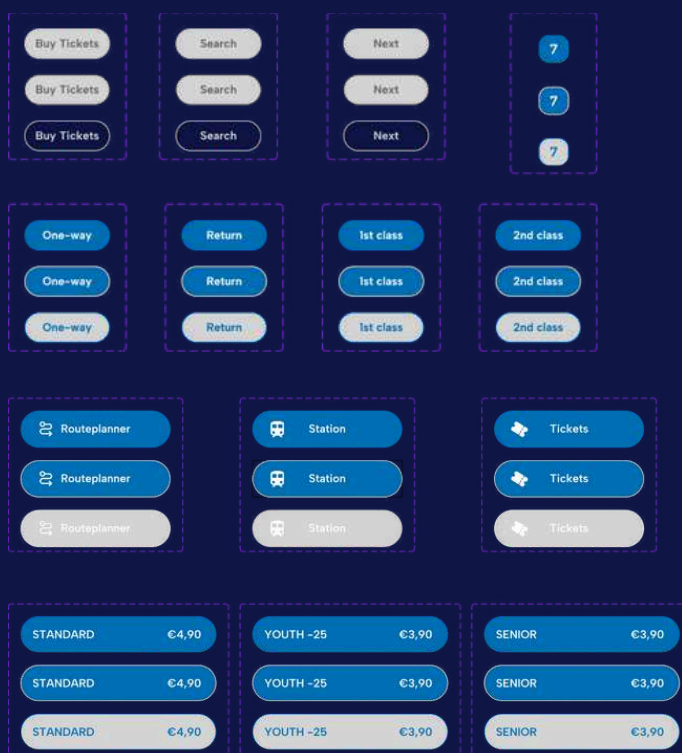 Buy Tickets Search Next 7
Buy Tickets Search Next 7
Buy Tickets Search Next 7
One-way Return 1st class 2nd class
One-way Return 1st class 2nd class
One-way Return 1st class 2nd class
Routeplanner Station Tickets
Routeplanner Station Tickets
Routeplanner Station Tickets
STANDARD €4,90 YOUTH -25 €3,90 SENIOR €3,90
STANDARD €4,90 YOUTH -25 €3,90 SENIOR €3,90
STANDARD €4,90 YOUTH -25 €3,90 SENIOR €3,90